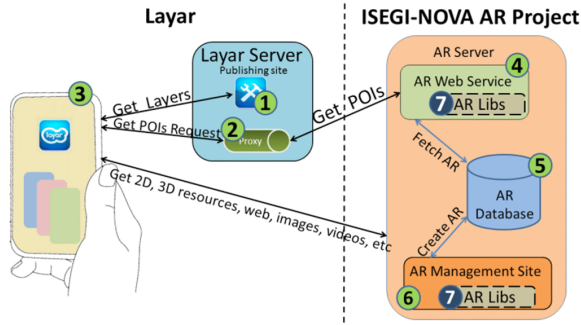 Layar
ISEGI-NOVA AR Project
Layar Server
Publishing site
1
2
Proxy
3
layar
Get Layers
Get POIs Request
Get POIs
Get 2D, 3D resources, web, images, videos, etc
AR Server
4
AR Web Service
7 AR Libs
Fetch AR
5
AR
Database
Create AR
AR Management Site
6
7 AR Libs